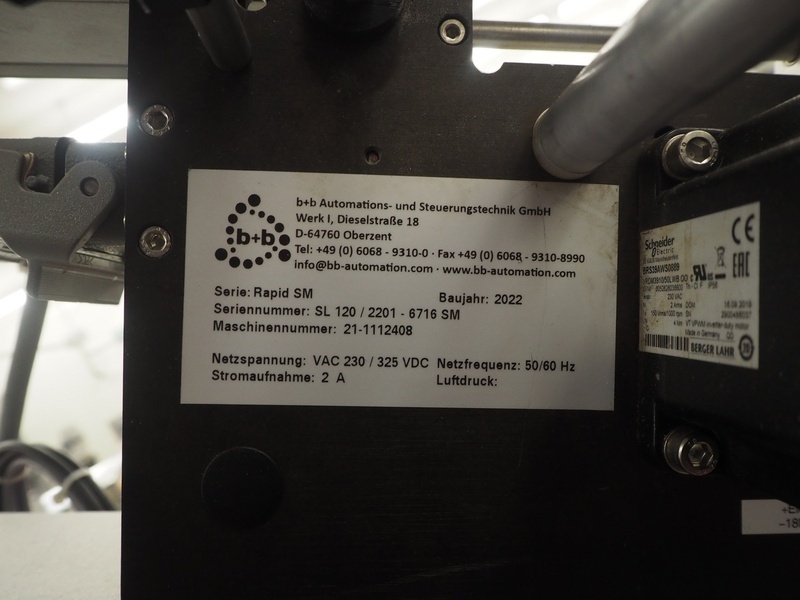 b+b
b+b Automations- und Steuerungstechnik GmbH
Werk I, Dieselstraße 18
D-64760 Oberzent
Tel: +49 (0) 6068 - 9310-0 · Fax +49 (0) 6068 - 9310-8990
info@bb-automation.com · www.bb-automation.com
Serie: Rapid SM Baujahr: 2022
Seriennummer: SL 120 / 2201 - 6716 SM
Maschinennummer: 21-1112408
Netzspannung: VAC 230 / 325 VDC Netzfrequenz: 50/60 Hz
Stromaufnahme: 2 A Luftdruck:
Schneider
Electric
CE
EAC
230 VAC
Made in Germany
BERGER LAHR